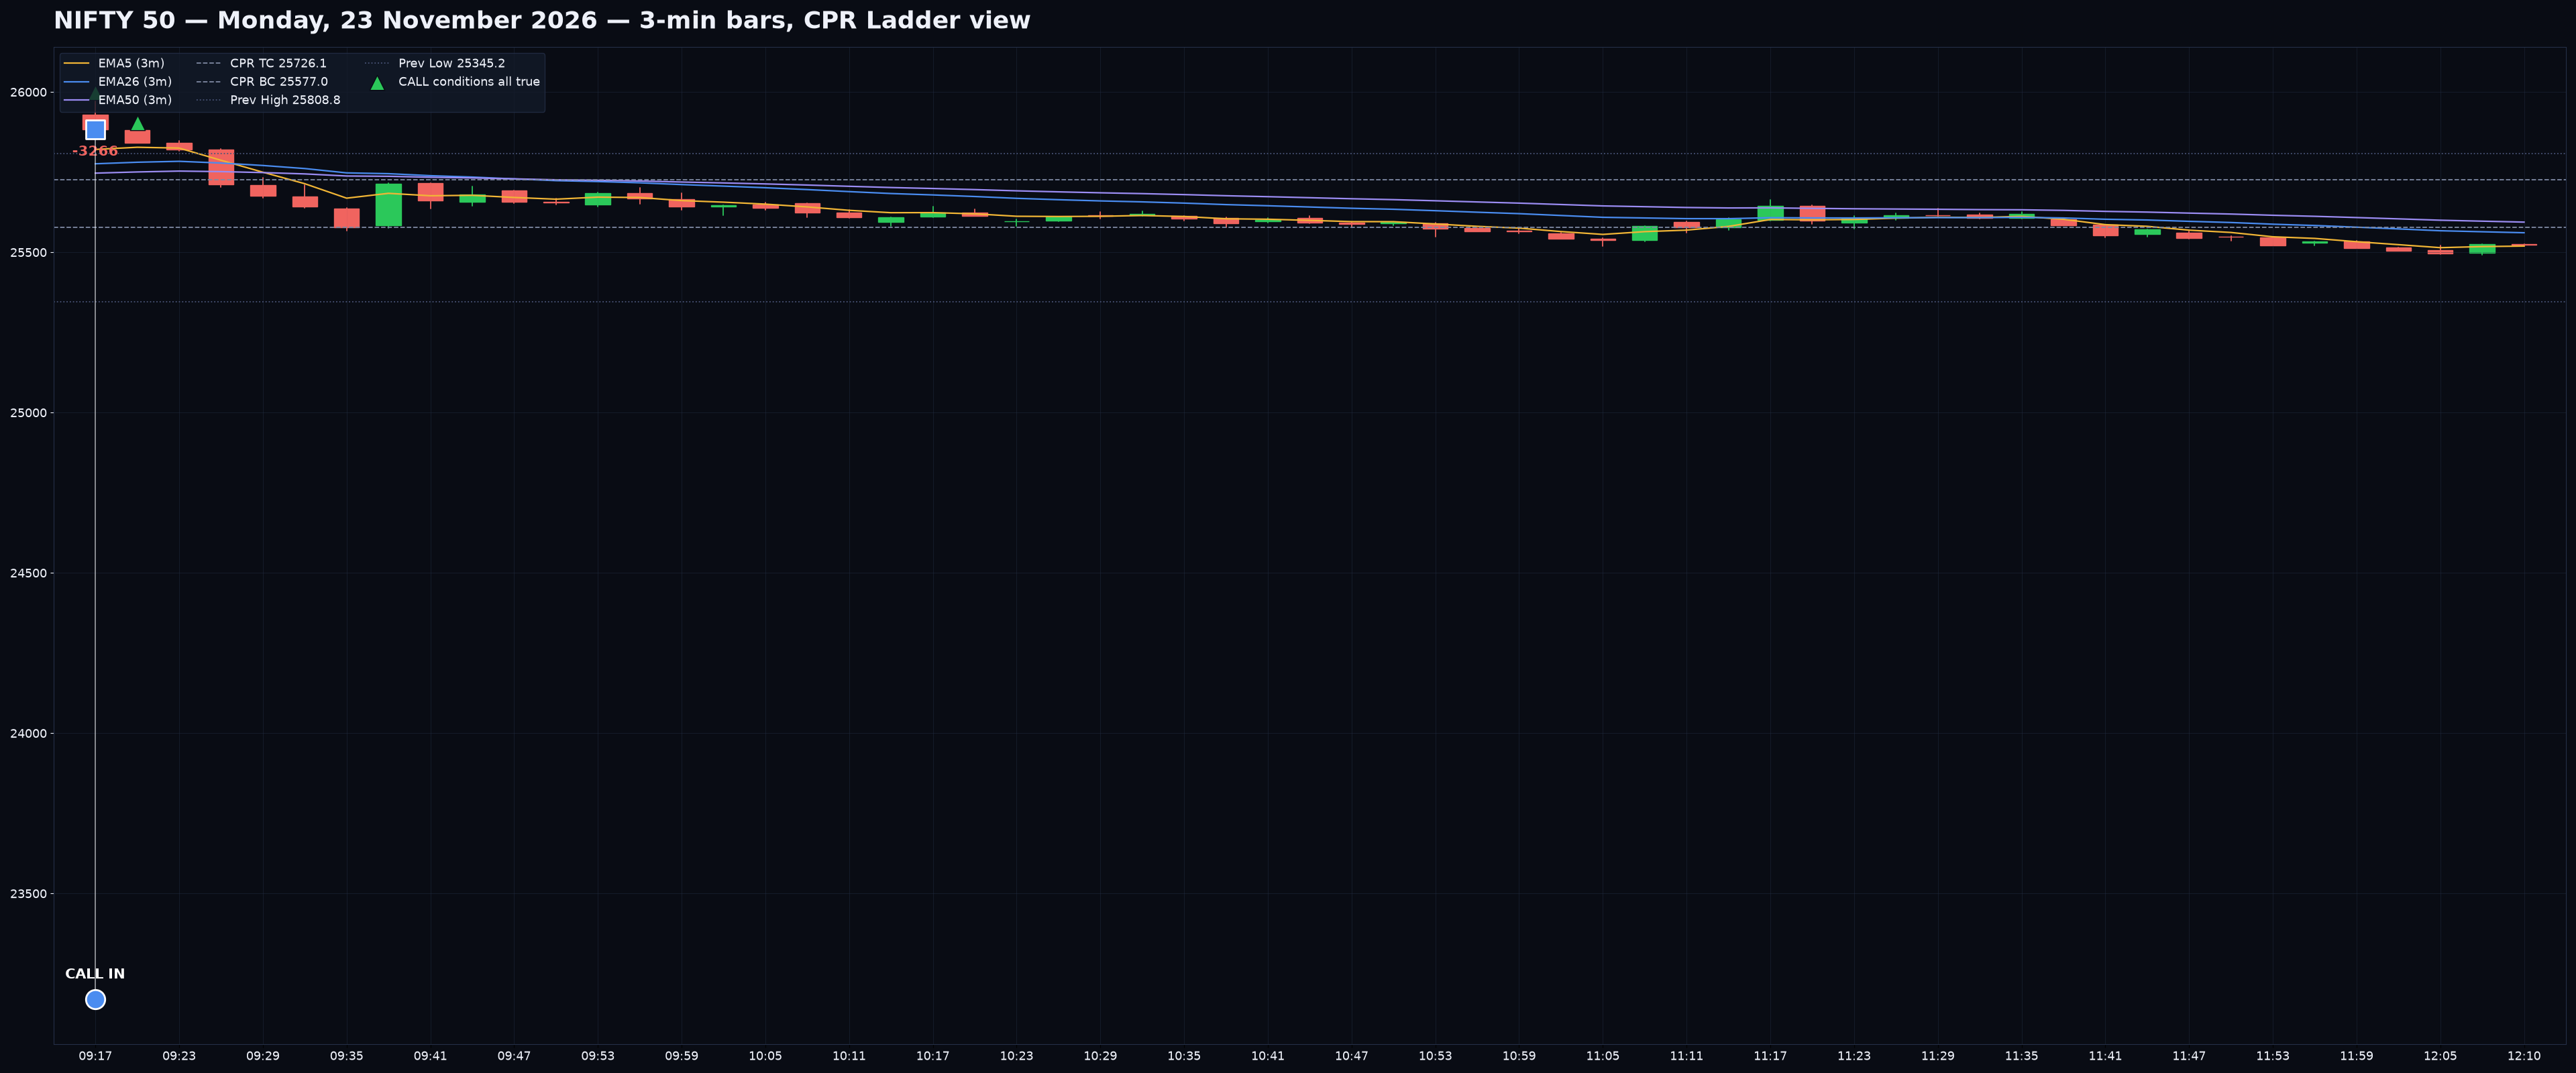 NIFTY 50 — Monday, 23 November 2026 — 3-min bars, CPR Ladder view
EMA5 (3m)
EMA26 (3m)
EMA50 (3m)
CPR TC 25726.1
CPR BC 25577.0
Prev High 25808.8
Prev Low 25345.2
CALL conditions all true
26000
25500
25000
24500
24000
23500
-3266
CALL IN
09:17 09:23 09:29 09:35 09:41 09:47 09:53 09:59 10:05 10:11 10:17 10:23 10:29 10:35 10:41 10:47 10:53 10:59 11:05 11:11 11:17 11:23 11:29 11:35 11:41 11:47 11:53 11:59 12:05 12:10